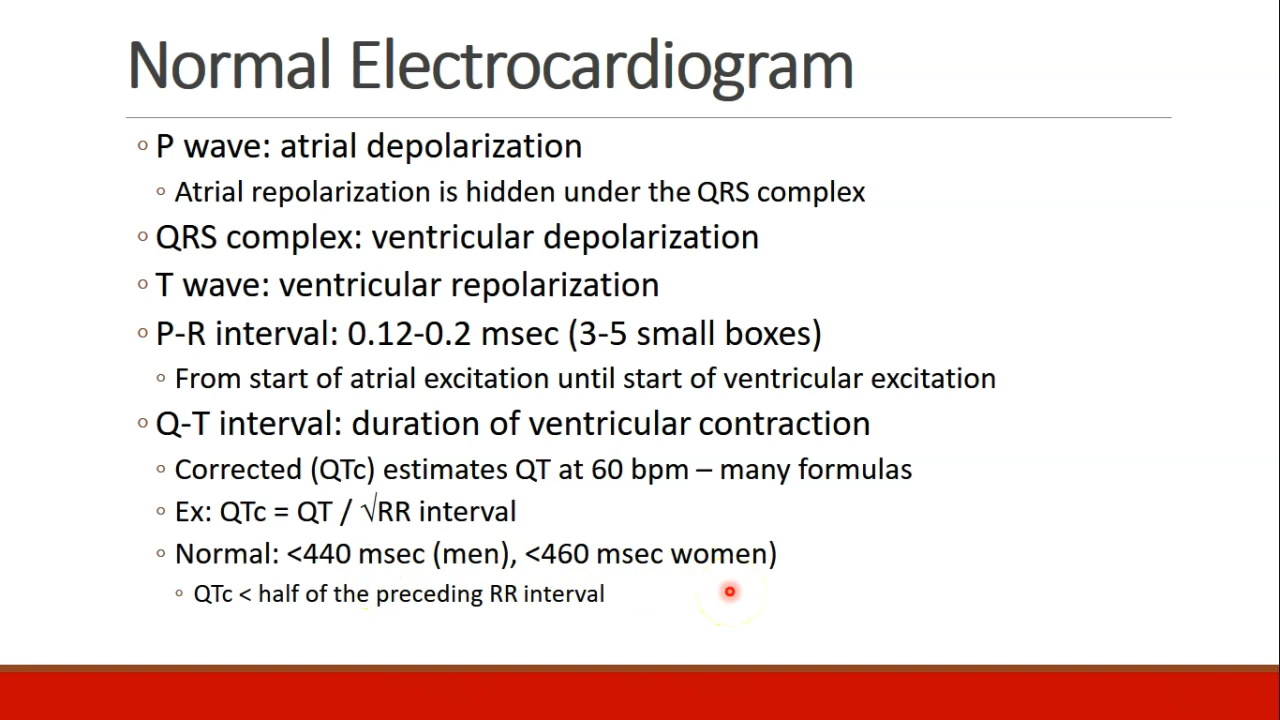 Normal Electrocardiogram
P wave: atrial depolarization
Atrial repolarization is hidden under the QRS complex
QRS complex: ventricular depolarization
T wave: ventricular repolarization
P-R interval: 0.12-0.2 msec (3-5 small boxes)
From start of atrial excitation until start of ventricular excitation
Q-T interval: duration of ventricular contraction
Corrected (QTc) estimates QT at 60 bpm – many formulas
Ex: QTc = QT / √RR interval
Normal: <440 msec (men), <460 msec women)
QTc < half of the preceding RR interval